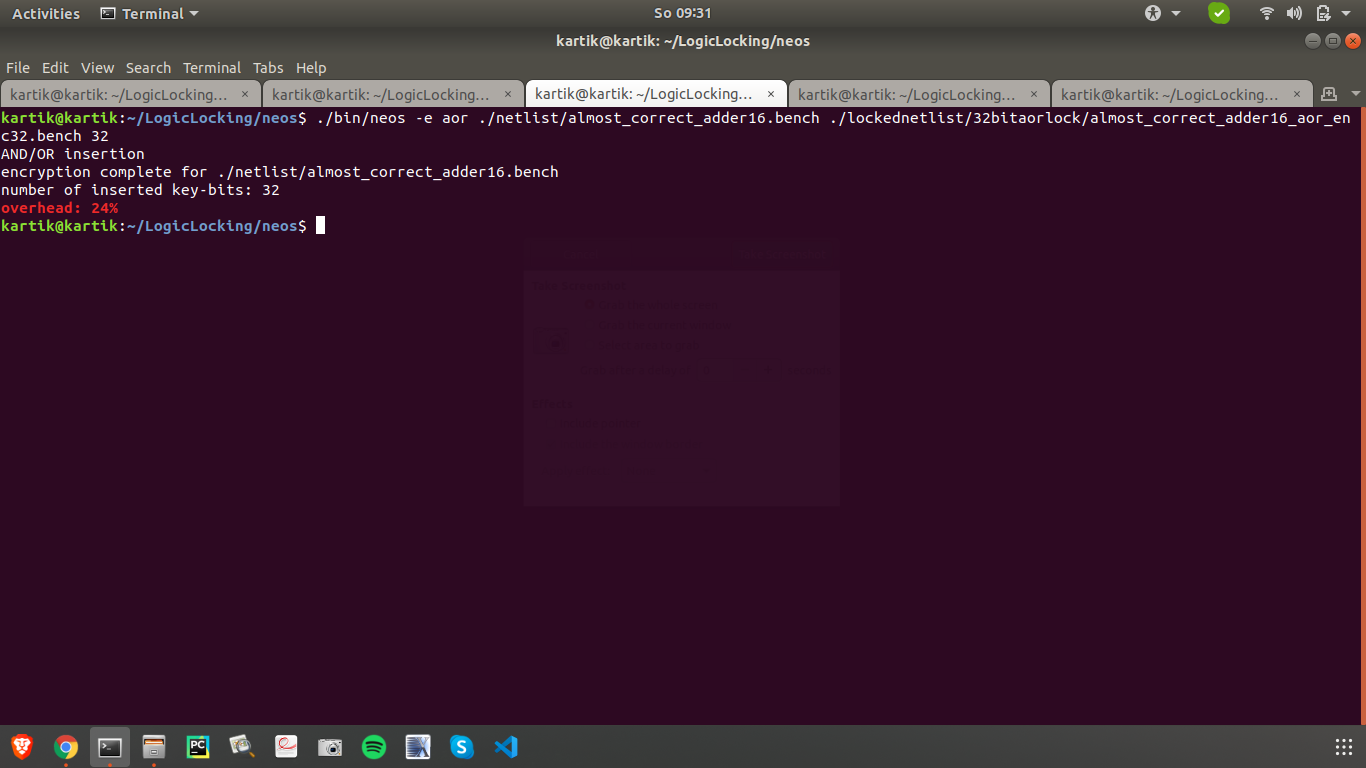 Activities Terminal So 09:31
kartik@kartik: ~/LogicLocking/neos
File Edit View Search Terminal Tabs Help
kartik@kartik: ~/LogicLocking... × kartik@kartik: ~/LogicLocking... × kartik@kartik: ~/LogicLocking... × kartik@kartik: ~/LogicLocking... × kartik@kartik: ~/LogicLocking... ×
kartik@kartik:~/LogicLocking/neos$ ./bin/neos -e aor ./netlist/almost_correct_adder16.bench ./lockednetlist/32bitaorlock/almost_correct_adder16_aor_en
c32.bench 32
AND/OR insertion
encryption complete for ./netlist/almost_correct_adder16.bench
number of inserted key-bits: 32
overhead: 24%
kartik@kartik:~/LogicLocking/neos$
PC